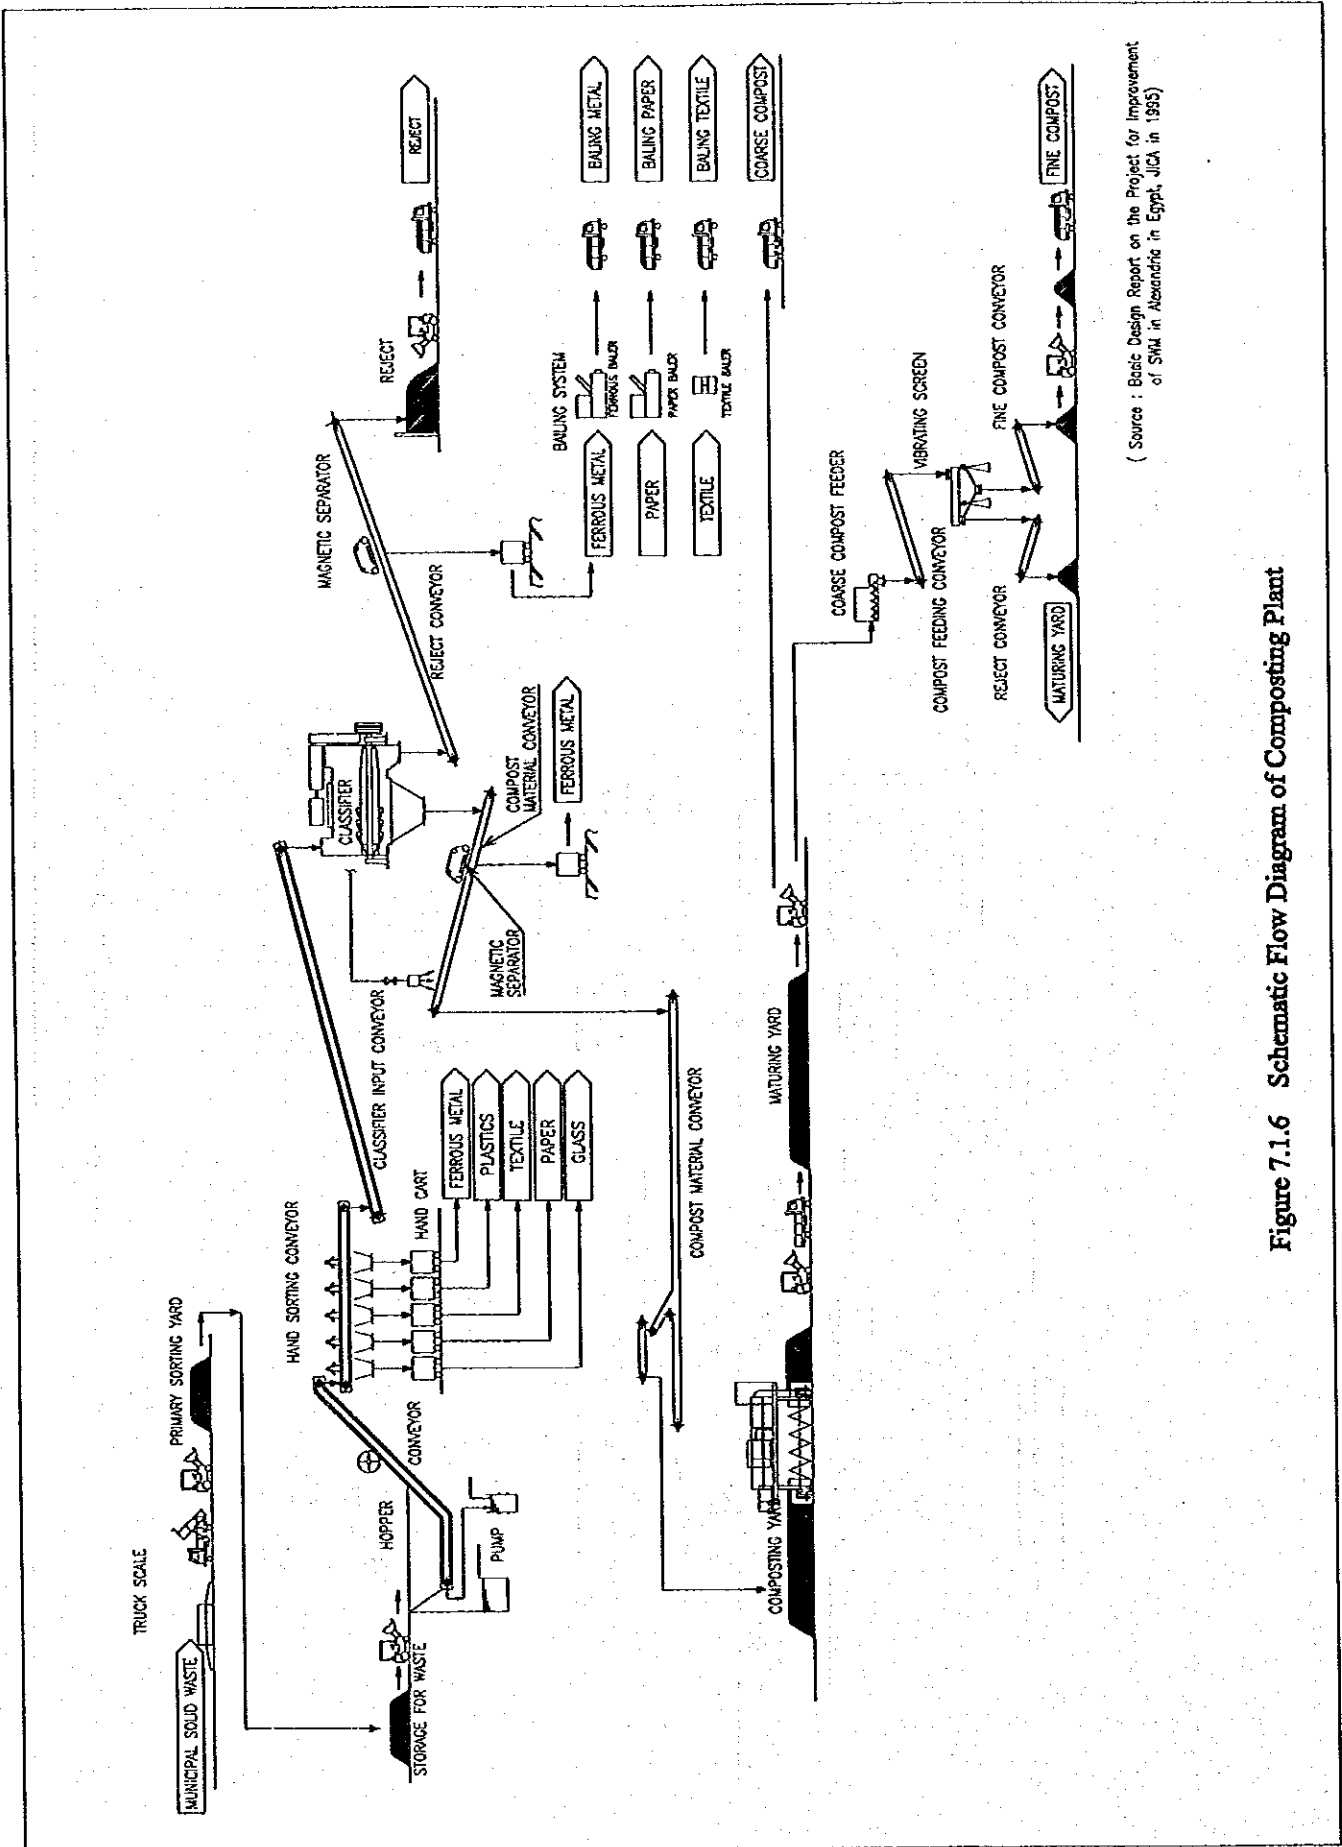 TRUCK SCALE
MUNICIPAL SOLID WASTE
PRIMARY SORTING YARD
STORAGE FOR WASTE
HOPPER
PUMP
CONVEYOR
HAND SORTING CONVEYOR
HAND CART
FERROUS METAL
PLASTICS
TEXTILE
PAPER
GLASS
CLASSIFIER INPUT CONVEYOR
CLASSIFIER
MAGNETIC
SEPARATOR
COMPOST
MATERIAL CONVEYOR
FERROUS METAL
REJECT CONVEYOR
MAGNETIC SEPARATOR
REJECT
REJECT
BAILING SYSTEM
FERROUS METAL
FERROUS BALER
BALING METAL
PAPER
PAPER BALER
BALING PAPER
TEXTILE
TEXTILE BALER
BALING TEXTILE
COARSE COMPOST
COMPOST MATERIAL CONVEYOR
COMPOSTING YARD
MATURING YARD
COARSE COMPOST FEEDER
COMPOST FEEDING CONVEYOR
VIBRATING SCREEN
REJECT CONVEYOR
FINE COMPOST CONVEYOR
MATURING YARD
FINE COMPOST
( Source : Basic Design Report on the Project for Improvement
of SWM in Alexandria in Egypt, JICA in 1995)
Figure 7.1.6 Schematic Flow Diagram of Composting Plant